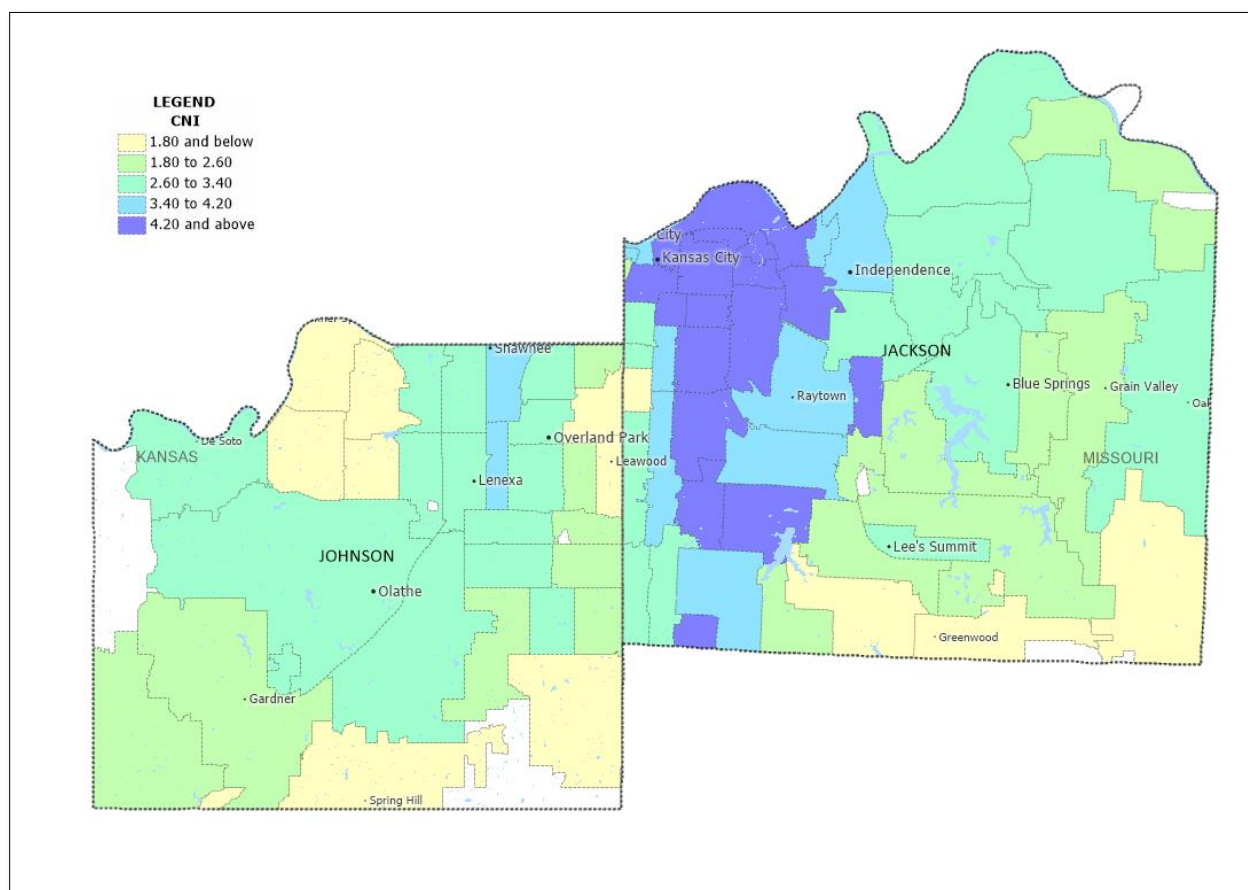 LEGEND
CNI
1.80 and below
1.80 to 2.60
2.60 to 3.40
3.40 to 4.20
4.20 and above
City
Kansas City
Independence
Shawnee
JACKSON
Blue Springs
Grain Valley
Raytown
Oak
De Soto
KANSAS
Overland Park
Leawood
MISSOURI
Lenexa
JOHNSON
Lee's Summit
Olathe
Greenwood
Gardner
Spring Hill